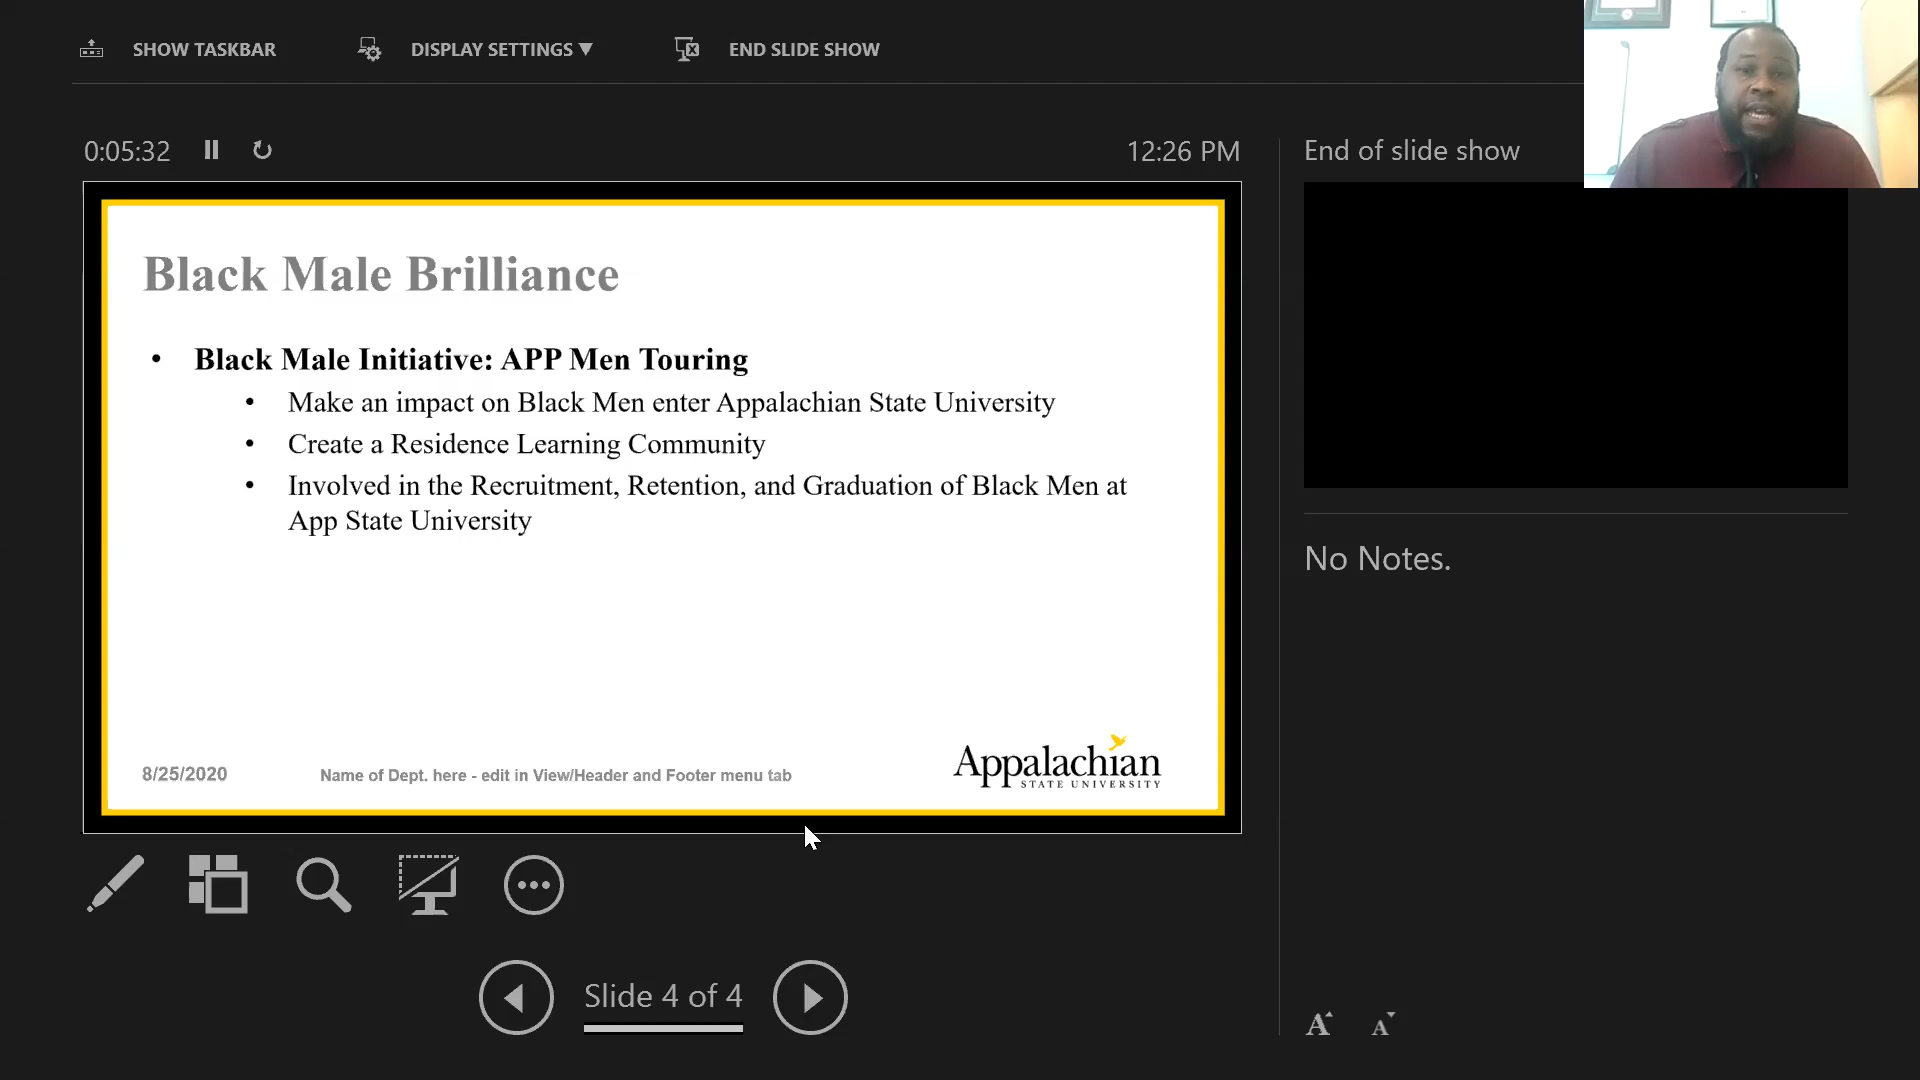 SHOW TASKBAR
DISPLAY SETTINGS ▼
END SLIDE SHOW
0:05:32
12:26 PM
End of slide show
Black Male Brilliance
• Black Male Initiative: APP Men Touring
• Make an impact on Black Men enter Appalachian State University
• Create a Residence Learning Community
• Involved in the Recruitment, Retention, and Graduation of Black Men at
App State University
8/25/2020
Name of Dept. here - edit in View/Header and Footer menu tab
Appalachian
STATE UNIVERSITY
No Notes.
Slide 4 of 4
A
A